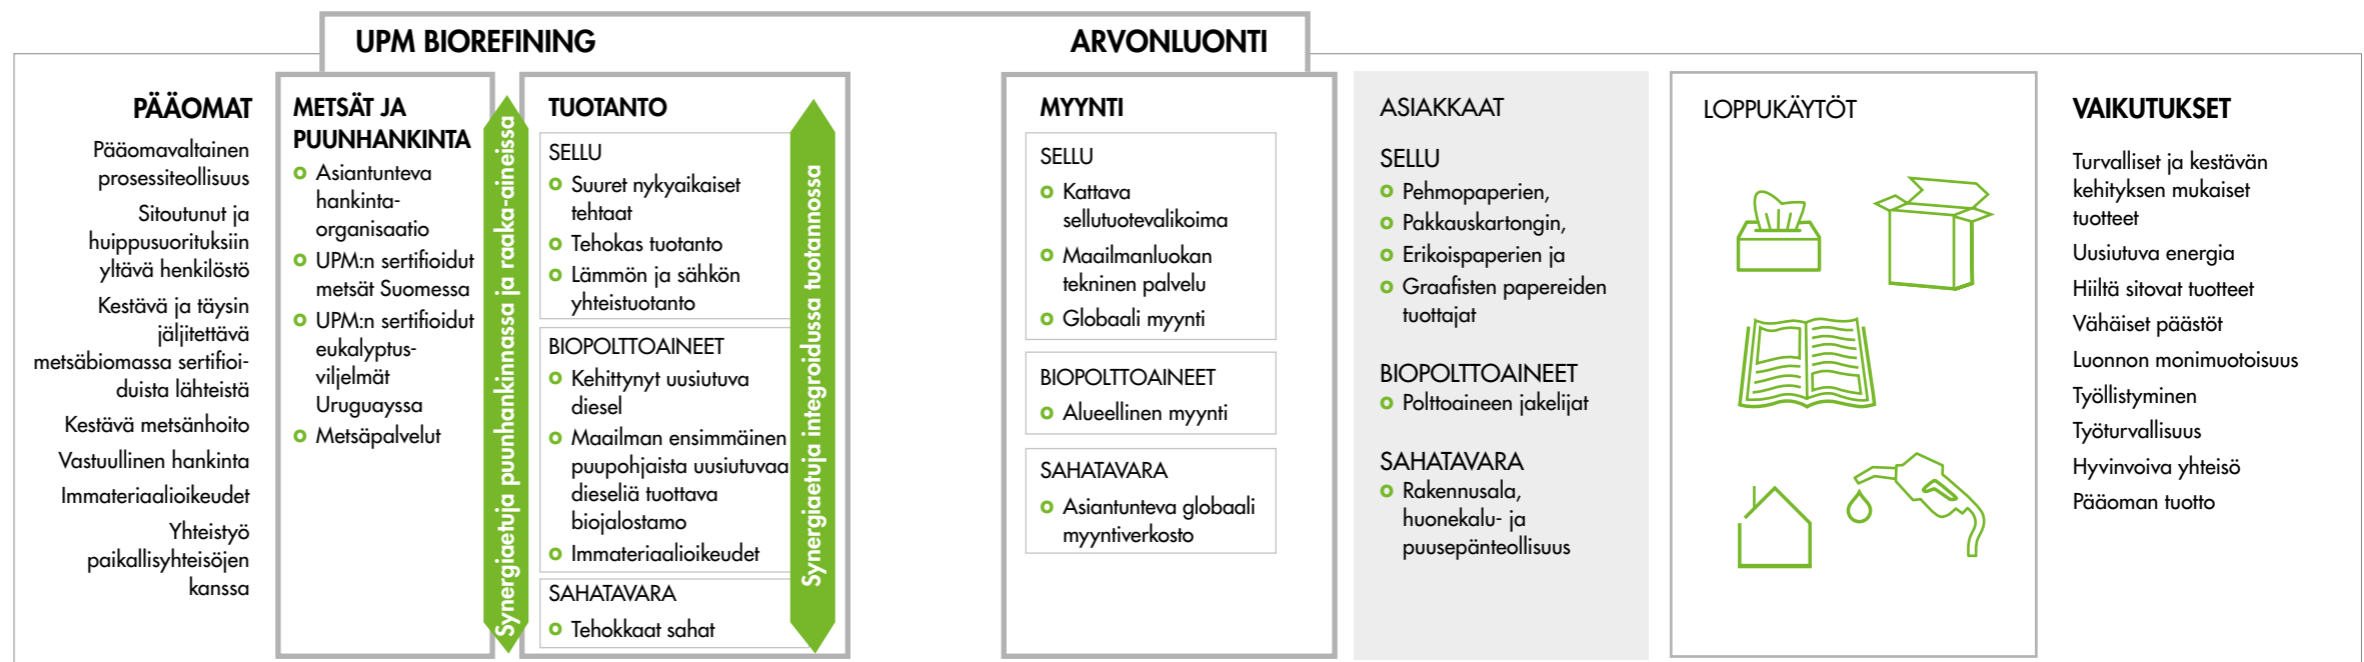 UPM BIOREFINING
ARVONLUONTI
PÄÄOMAT
Pääomavaltainen
prosessiteollisuus
Sitoutunut ja
huippusuorituksiin
yltävä henkilöstö
Kestävä ja täysin
jäljitettävä
metsäbiomassa sertifioi-
duista lähteistä
Kestävä metsänhoito
Vastuullinen hankinta
Immateriaalioikeudet
Yhteistyö
paikallisyhteisöjen
kanssa
METSÄT JA
PUUNHANKINTA
Asiantunteva
hankinta-
organisaatio
UPM:n sertifioidut
metsät Suomessa
UPM:n sertifioidut
eukalyptus-
viljelmät
Uruguayssa
Metsäpalvelut
Synergiaetuja puunhankinnassa ja raaka-aineissa
TUOTANTO
SELLU
Suuret nykyaikaiset
tehtaat
Tehokas tuotanto
Lämmön ja sähkön
yhteistuotanto
BIOPOLTTOAINEET
Kehittynyt uusiutuva
diesel
Maailman ensimmäinen
puupohjaista uusiutuvaa
dieseliä tuottava
biojalostamo
Immateriaalioikeudet
SAHATAVARA
Tehokkaat sahat
Synergiaetuja integroidussa tuotannossa
MYYNTI
SELLU
Kattava
sellutuotevalikoima
Maailmanluokan
tekninen palvelu
Globaali myynti
BIOPOLTTOAINEET
Alueellinen myynti
SAHATAVARA
Asiantunteva globaali
myyntiverkosto
ASIAKKAAT
SELLU
Pehmopaperien,
Pakkauskartongin,
Erikoispaperien ja
Graafisten papereiden
tuottajat
BIOPOLTTOAINEET
Polttoaineen jakelijat
SAHATAVARA
Rakennusala,
huonekalu- ja
puusepänteollisuus
LOPPUKÄYTÖT
VAIKUTUKSET
Turvalliset ja kestävän
kehityksen mukaiset
tuotteet
Uusiutuva energia
Hiiltä sitovat tuotteet
Vähäiset päästöt
Luonnon monimuotoisuus
Työllistyminen
Työturvallisuus
Hyvinvoiva yhteisö
Pääoman tuotto